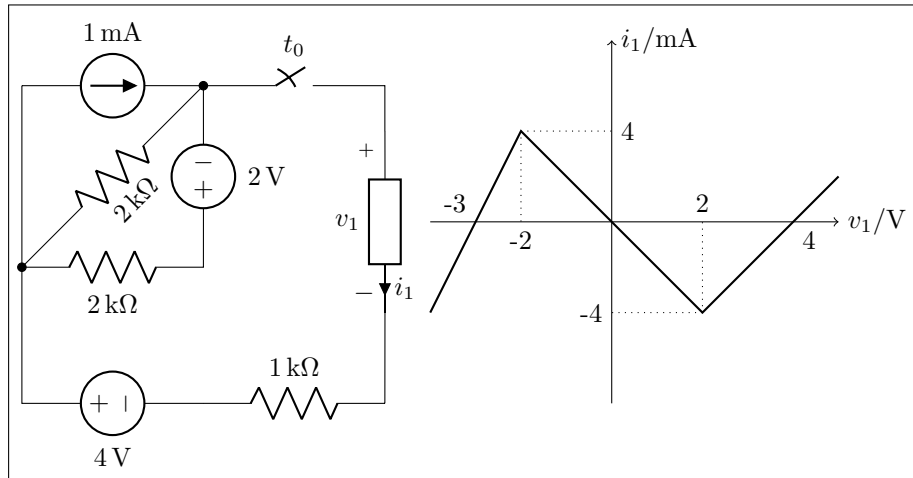 1 mA
t₀
2 kΩ
− + 2 V
2 kΩ
+ v₁ − i₁
+ − 4 V
1 kΩ
i₁/mA
4
-3
2
-2
4
v₁/V
-4